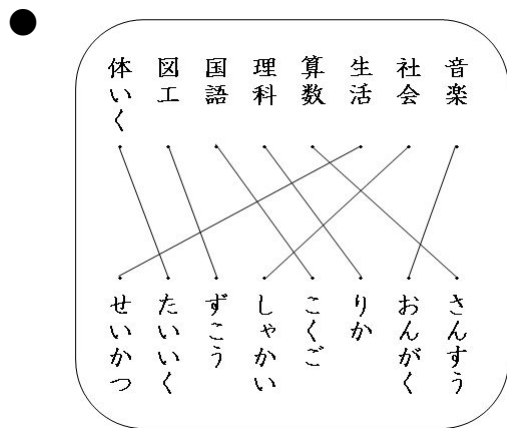 音楽
社会
生活
算数
理科
国語
図工
体いく
さんすう
おんがく
りか
こくご
しゃかい
ずこう
たいいく
せいかつ